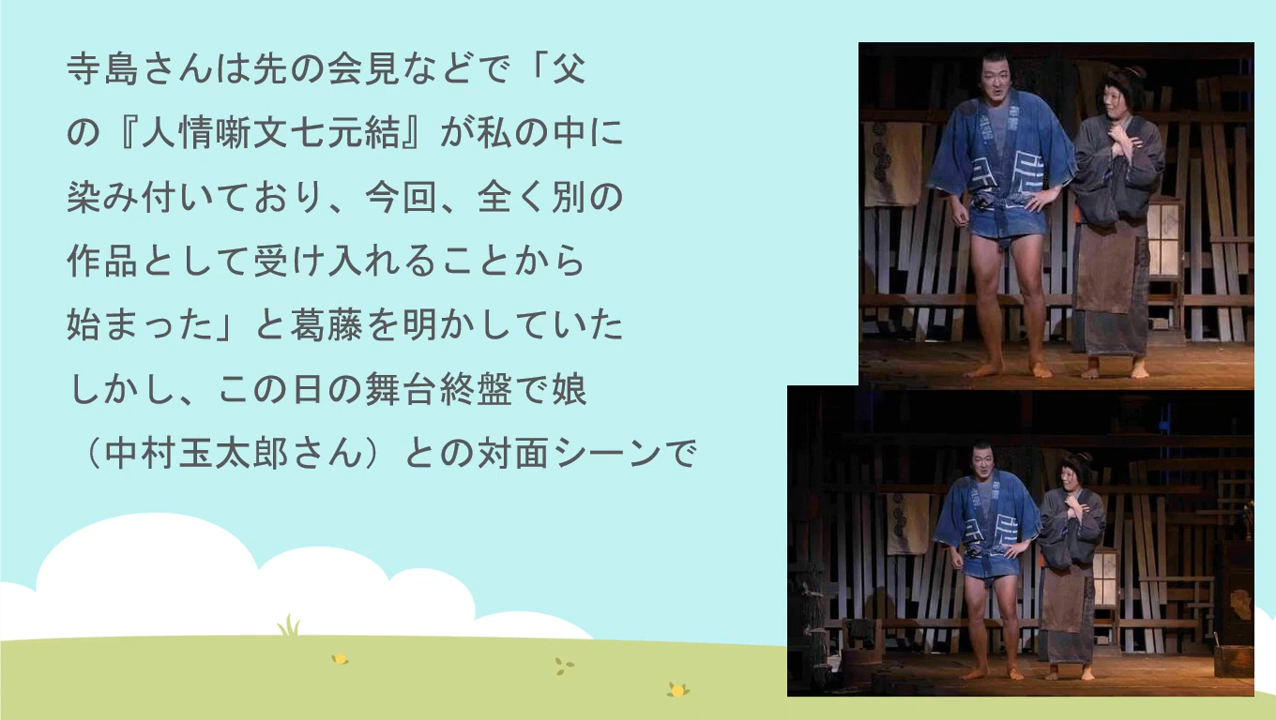 寺島さんは先の会見などで「父
の『人情噺文七元結』が私の中に
染み付いており、今回、全く別の
作品として受け入れることから
始まった」と葛藤を明かしていた
しかし、この日の舞台終盤で娘
（中村玉太郎さん）との対面シーンで